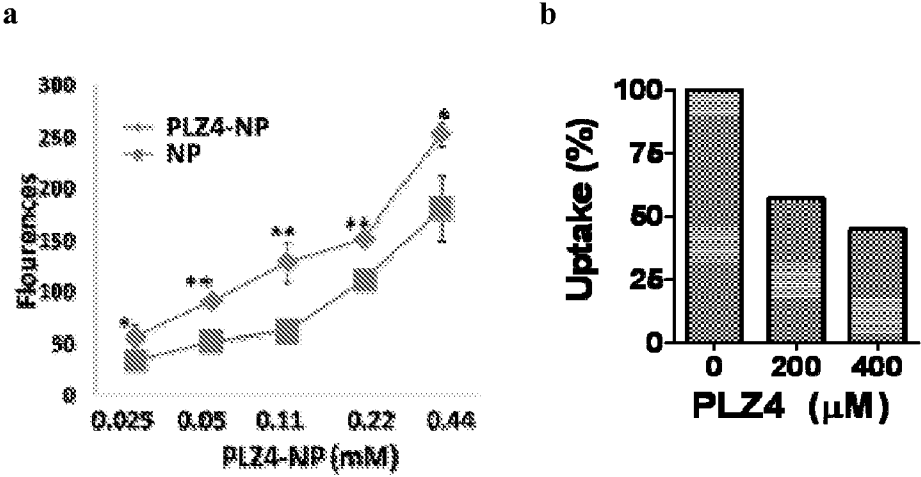 a
300
250
200
150
100
50
0
Flourences
PLZ4-NP
NP
*
**
**
**
*
0.025 0.05 0.11 0.22 0.44
PLZ4-NP (mM)
b
100
75
50
25
0
Uptake (%)
0 200 400
PLZ4 (µM)